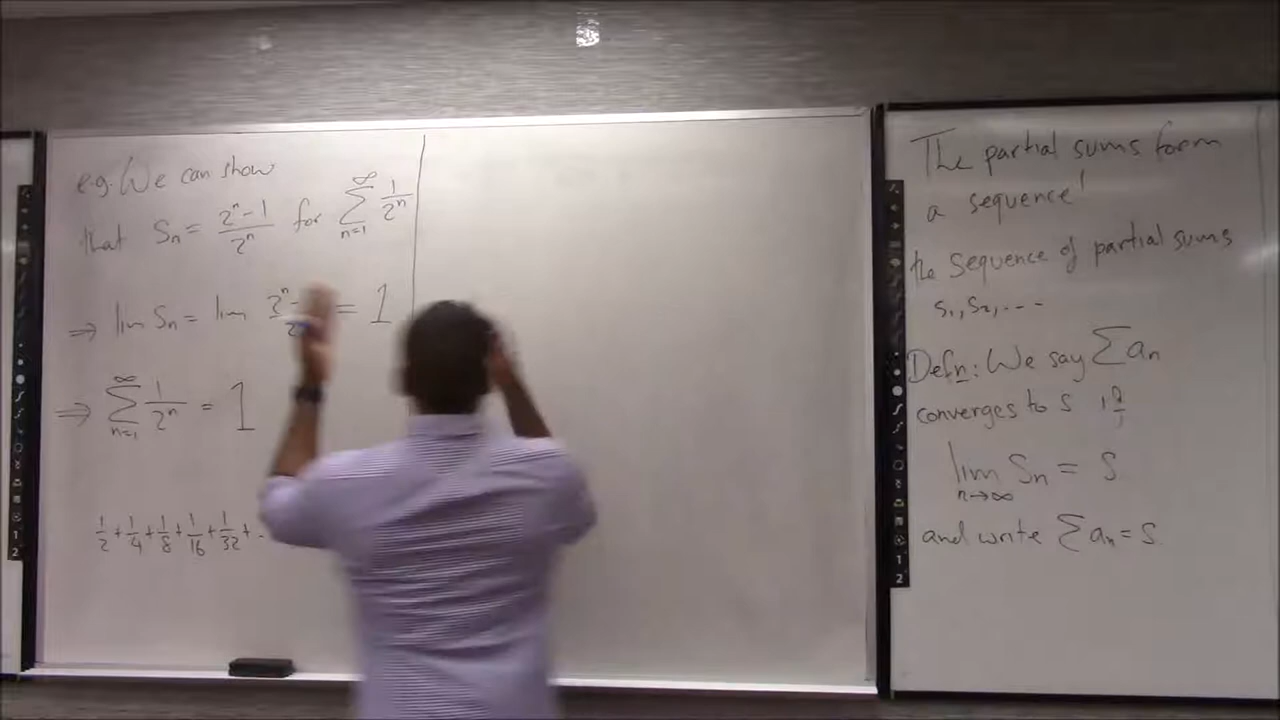 e.g. We can show
that Sₙ = (2ⁿ - 1)/2ⁿ for ∑_{n=1}^{∞} 1/2ⁿ
⇒ lim Sₙ = lim = 1
⇒ ∑_{n=1}^{∞} 1/2ⁿ = 1
1/2 + 1/4 + 1/8 + 1/16 + 1/32 + .
The partial sums form
a sequence!
the sequence of partial sums
S₁, S₂, ...
Defn: We say ∑aₙ
converges to S if
lim_{n→∞} Sₙ = S
and write ∑aₙ = S